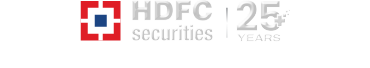 HDFC
securities
25+
YEARS